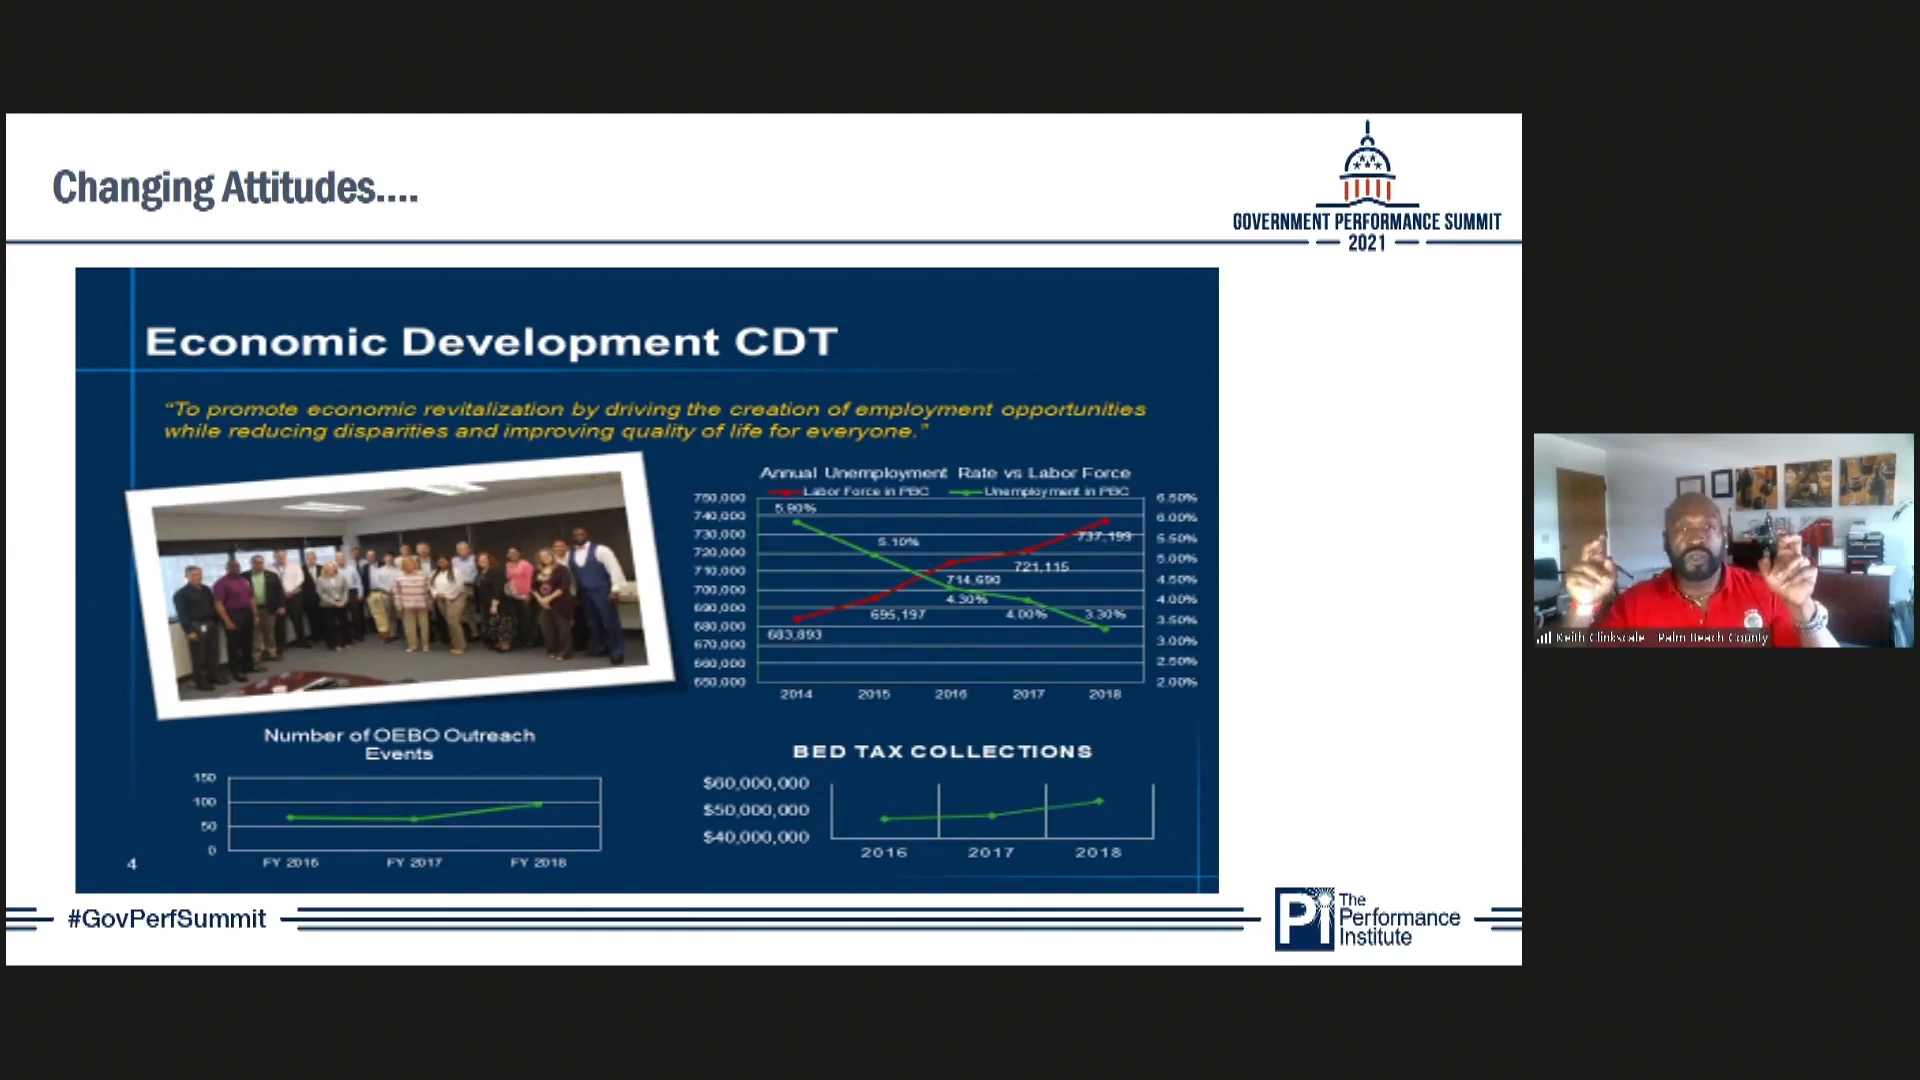 Changing Attitudes....
GOVERNMENT PERFORMANCE SUMMIT
2021
Economic Development CDT
"To promote economic revitalization by driving the creation of employment opportunities
while reducing disparities and improving quality of life for everyone."
Annual Unemployment Rate vs Labor Force
Labor Force in PBC Unemployment in PBC
750,000
740,000
730,000
720,000
710,000
700,000
690,000
680,000
670,000
660,000
650,000
5.90%
5.10%
4.30%
4.00%
3.30%
683,893
695,197
714,690
721,115
737,199
6.50%
6.00%
5.50%
5.00%
4.50%
4.00%
3.50%
3.00%
2.50%
2.00%
2014 2015 2016 2017 2018
Number of OEBO Outreach
Events
150
100
50
0
FY 2016 FY 2017 FY 2018
BED TAX COLLECTIONS
$60,000,000
$50,000,000
$40,000,000
2016 2017 2018
4
#GovPerfSummit
Pi
The
Performance
Institute
Keith Clinkscale - Palm Beach County